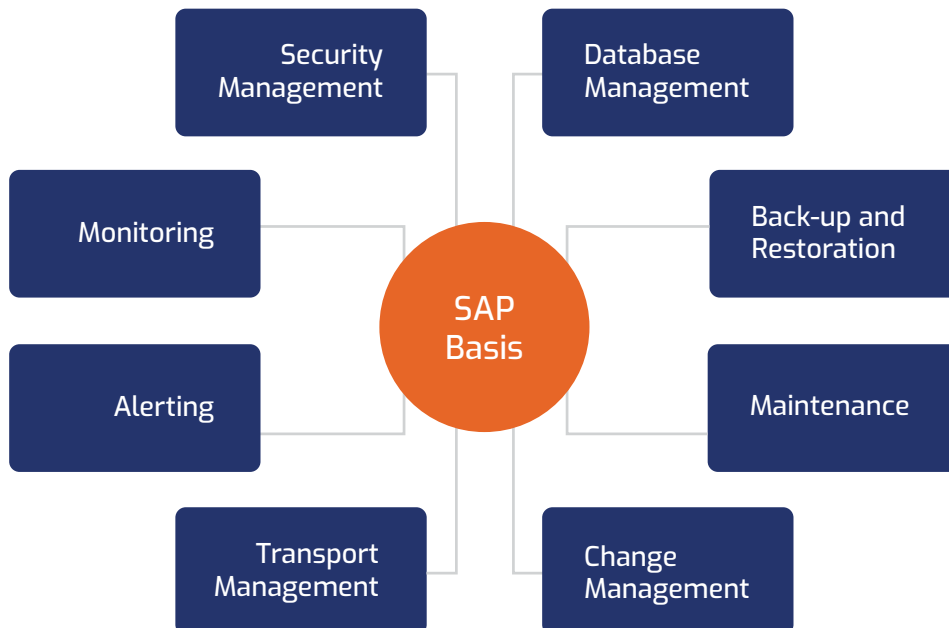 Security
Management
Database
Management
Monitoring
Back-up and
Restoration
SAP
Basis
Alerting
Maintenance
Transport
Management
Change
Management